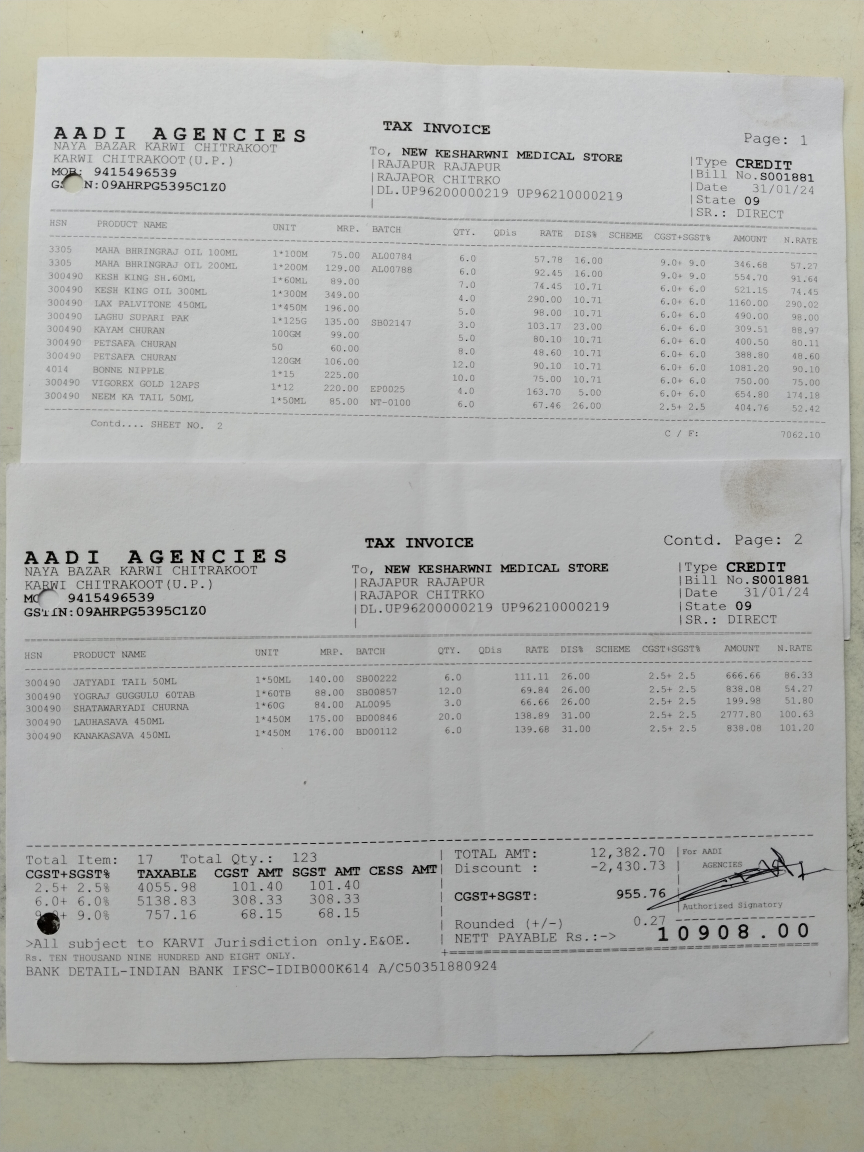 AADI AGENCIES
NAYA BAZAR KARWI CHITRAKOOT
KARWI CHITRAKOOT(U.P.)
MOB: 9415496539
N:09AHRPG5395C1Z0
TAX INVOICE
To, NEW KESHARWNI MEDICAL STORE
|RAJAPUR RAJAPUR
|RAJAPOR CHITRKO
|DL.UP96200000219 UP96210000219
|
Page: 1
|Type CREDIT
|Bill No.S001881
|Date 31/01/24
|State 09
|SR.: DIRECT
HSN PRODUCT NAME UNIT MRP. BATCH QTY. QDis RATE DIS% SCHEME CGST+SGST% AMOUNT N.RATE
3305 MAHA BHRINGRAJ OIL 100ML 1*100M 75.00 AL00784 6.0 57.78 16.00 9.0+ 9.0 346.68 57.27
3305 MAHA BHRINGRAJ OIL 200ML 1*200M 129.00 AL00788 6.0 92.45 16.00 9.0+ 9.0 554.70 91.64
300490 KESH KING SH.60ML 1*60ML 89.00 7.0 74.45 10.71 6.0+ 6.0 521.15 74.45
300490 KESH KING OIL 300ML 1*300M 349.00 4.0 290.00 10.71 6.0+ 6.0 1160.00 290.02
300490 LAX PALVITONE 450ML 1*450M 196.00 5.0 98.00 10.71 6.0+ 6.0 490.00 98.00
300490 LAGHU SUPARI PAK 1*125G 135.00 SB02147 3.0 103.17 23.00 6.0+ 6.0 309.51 88.97
300490 KAYAM CHURAN 100GM 99.00 5.0 80.10 10.71 6.0+ 6.0 400.50 80.11
300490 PETSAFA CHURAN 50 60.00 8.0 48.60 10.71 6.0+ 6.0 388.80 48.60
300490 PETSAFA CHURAN 120GM 106.00 12.0 90.10 10.71 6.0+ 6.0 1081.20 90.10
4014 BONNE NIPPLE 1*15 225.00 10.0 75.00 10.71 6.0+ 6.0 750.00 75.00
300490 VIGOREX GOLD 12APS 1*12 220.00 EP0025 4.0 163.70 5.00 6.0+ 6.0 654.80 174.18
300490 NEEM KA TAIL 50ML 1*50ML 85.00 NT-0100 6.0 67.46 26.00 2.5+ 2.5 404.76 52.42
Contd.... SHEET NO. 2 C / F: 7062.10
AADI AGENCIES
NAYA BAZAR KARWI CHITRAKOOT
KARWI CHITRAKOOT(U.P.)
9415496539
GSTIN:09AHRPG5395C1Z0
TAX INVOICE
To, NEW KESHARWNI MEDICAL STORE
|RAJAPUR RAJAPUR
|RAJAPOR CHITRKO
|DL.UP96200000219 UP96210000219
|
Contd. Page: 2
|Type CREDIT
|Bill No.S001881
|Date 31/01/24
|State 09
|SR.: DIRECT
HSN PRODUCT NAME UNIT MRP. BATCH QTY. QDis RATE DIS% SCHEME CGST+SGST% AMOUNT N.RATE
300490 JATYADI TAIL 50ML 1*50ML 140.00 SB00222 6.0 111.11 26.00 2.5+ 2.5 666.66 86.33
300490 YOGRAJ GUGGULU 60TAB 1*60TB 88.00 SB00857 12.0 69.84 26.00 2.5+ 2.5 838.08 54.27
300490 SHATAWARYADI CHURNA 1*60G 84.00 AL0095 3.0 66.66 26.00 2.5+ 2.5 199.98 51.80
300490 LAUHASAVA 450ML 1*450M 175.00 BD00846 20.0 138.89 31.00 2.5+ 2.5 2777.80 100.63
300490 KANAKASAVA 450ML 1*450M 176.00 BD00112 6.0 139.68 31.00 2.5+ 2.5 838.08 101.20
Total Item: 17 Total Qty.: 123
CGST+SGST% TAXABLE CGST AMT SGST AMT CESS AMT
2.5+ 2.5% 4055.98 101.40 101.40
6.0+ 6.0% 5138.83 308.33 308.33
9.0+ 9.0% 757.16 68.15 68.15
>All subject to KARVI Jurisdiction only.E&OE.
Rs. TEN THOUSAND NINE HUNDRED AND EIGHT ONLY.
BANK DETAIL-INDIAN BANK IFSC-IDIB000K614 A/C50351880924
| TOTAL AMT: 12,382.70
| Discount : -2,430.73
CGST+SGST: 955.76
| Rounded (+/-) 0.27
| NETT PAYABLE Rs.:-> 10908.00
|For AADI
AGENCIES
|Authorized Signatory